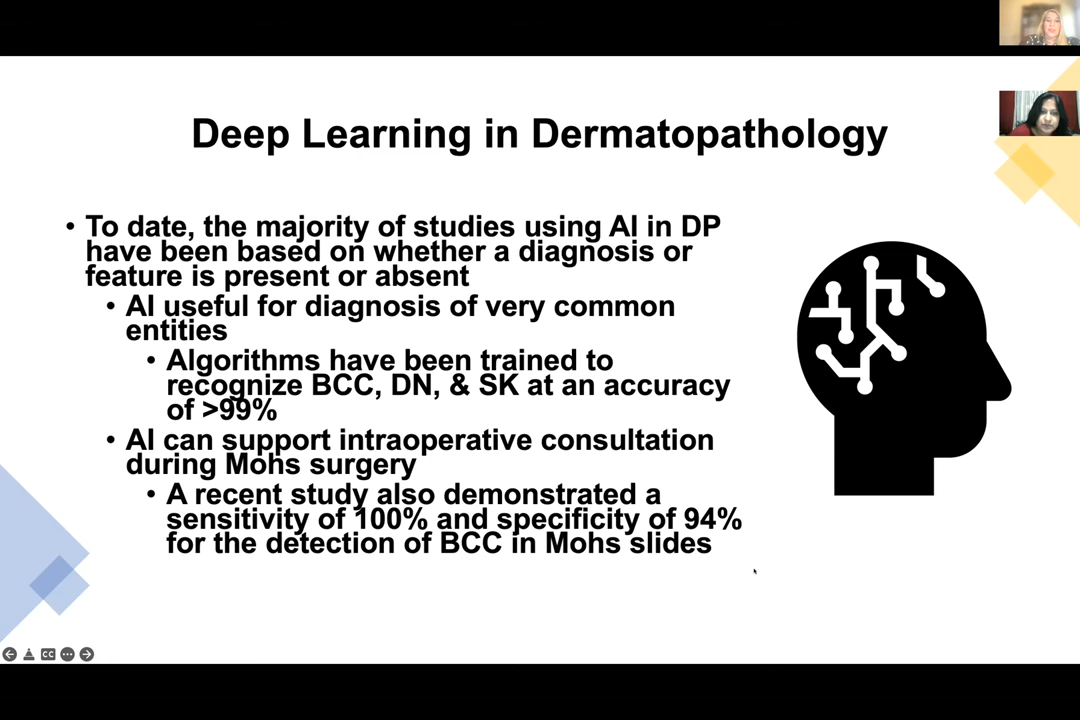 Deep Learning in Dermatopathology
• To date, the majority of studies using AI in DP
have been based on whether a diagnosis or
feature is present or absent
• AI useful for diagnosis of very common
entities
• Algorithms have been trained to
recognize BCC, DN, & SK at an accuracy
of >99%
• AI can support intraoperative consultation
during Mohs surgery
• A recent study also demonstrated a
sensitivity of 100% and specificity of 94%
for the detection of BCC in Mohs slides
CC